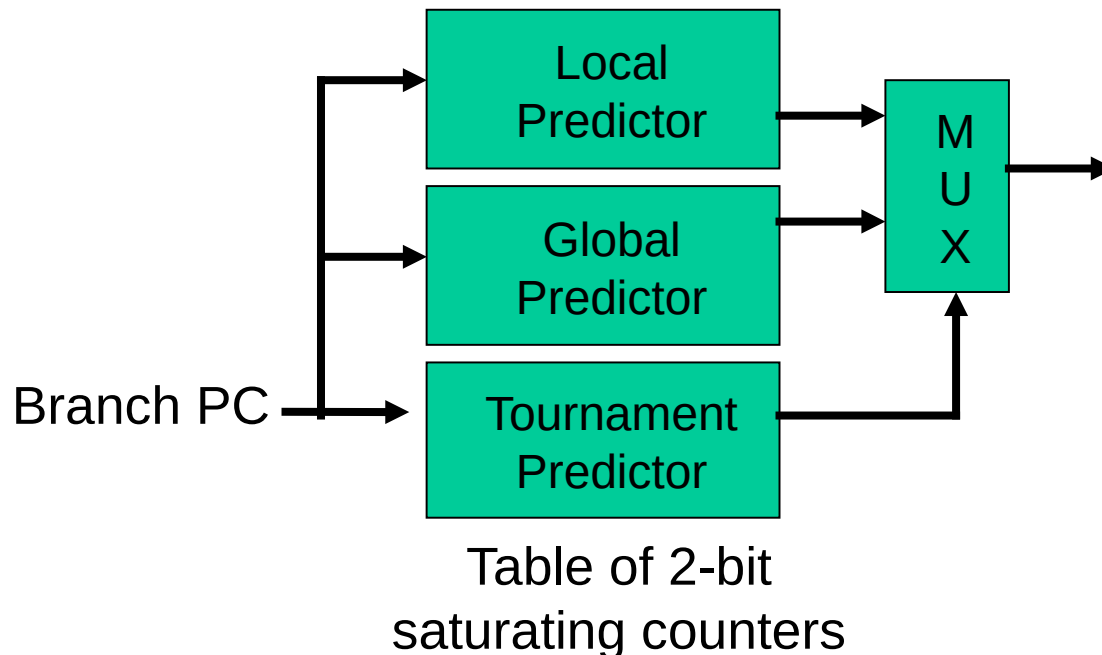 Local
Predictor
Global
Predictor
Branch PC
Tournament
Predictor
M
U
X
Table of 2-bit
saturating counters